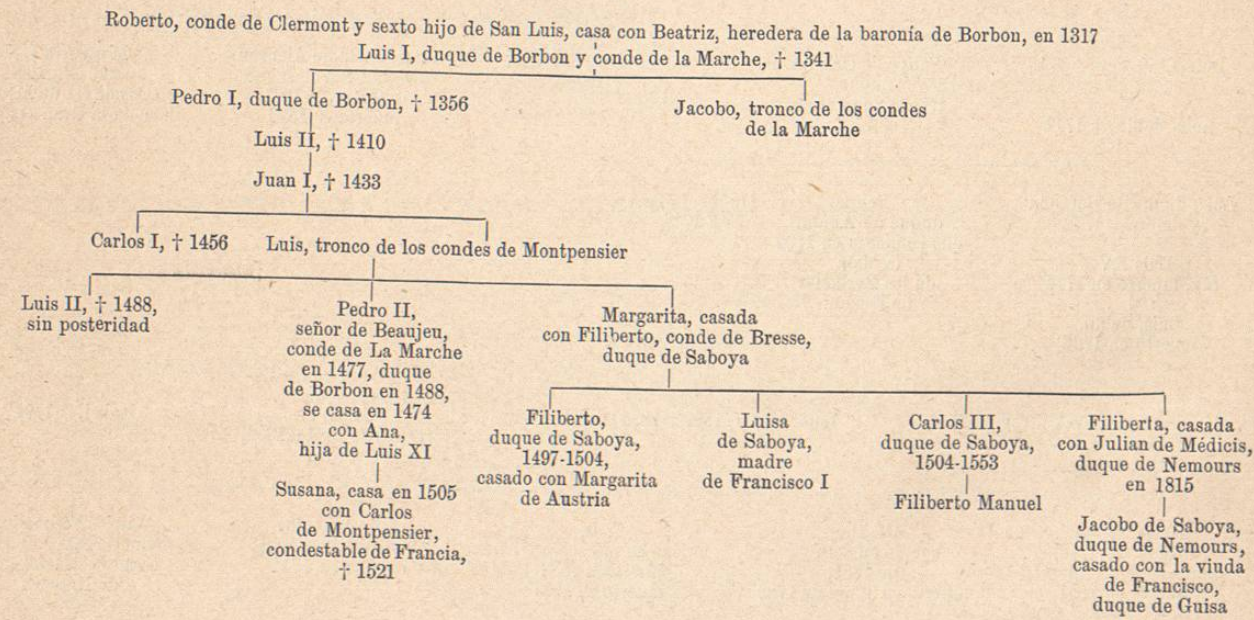 Roberto, conde de Clermont y sexto hijo de San Luis, casa con Beatriz, heredera de la baronía de Borbon, en 1317
Luis I, duque de Borbon y conde de la Marche, † 1341
Pedro I, duque de Borbon, † 1356
Jacobo, tronco de los condes
de la Marche
Luis II, † 1410
Juan I, † 1433
Carlos I, † 1456
Luis, tronco de los condes de Montpensier
Luis II, † 1488,
sin posteridad
Pedro II,
señor de Beaujeu,
conde de La Marche
en 1477, duque
de Borbon en 1488,
se casa en 1474
con Ana,
hija de Luis XI
Susana, casa en 1505
con Carlos
de Montpensier,
condestable de Francia,
† 1521
Margarita, casada
con Filiberto, conde de Bresse,
duque de Saboya
Filiberto,
duque de Saboya,
1497-1504,
casado con Margarita
de Austria
Luisa
de Saboya,
madre
de Francisco I
Carlos III,
duque de Saboya,
1504-1553
Filiberto Manuel
Filiberta, casada
con Julian de Médicis,
duque de Nemours
en 1815
Jacobo de Saboya,
duque de Nemours,
casado con la viuda
de Francisco,
duque de Guisa